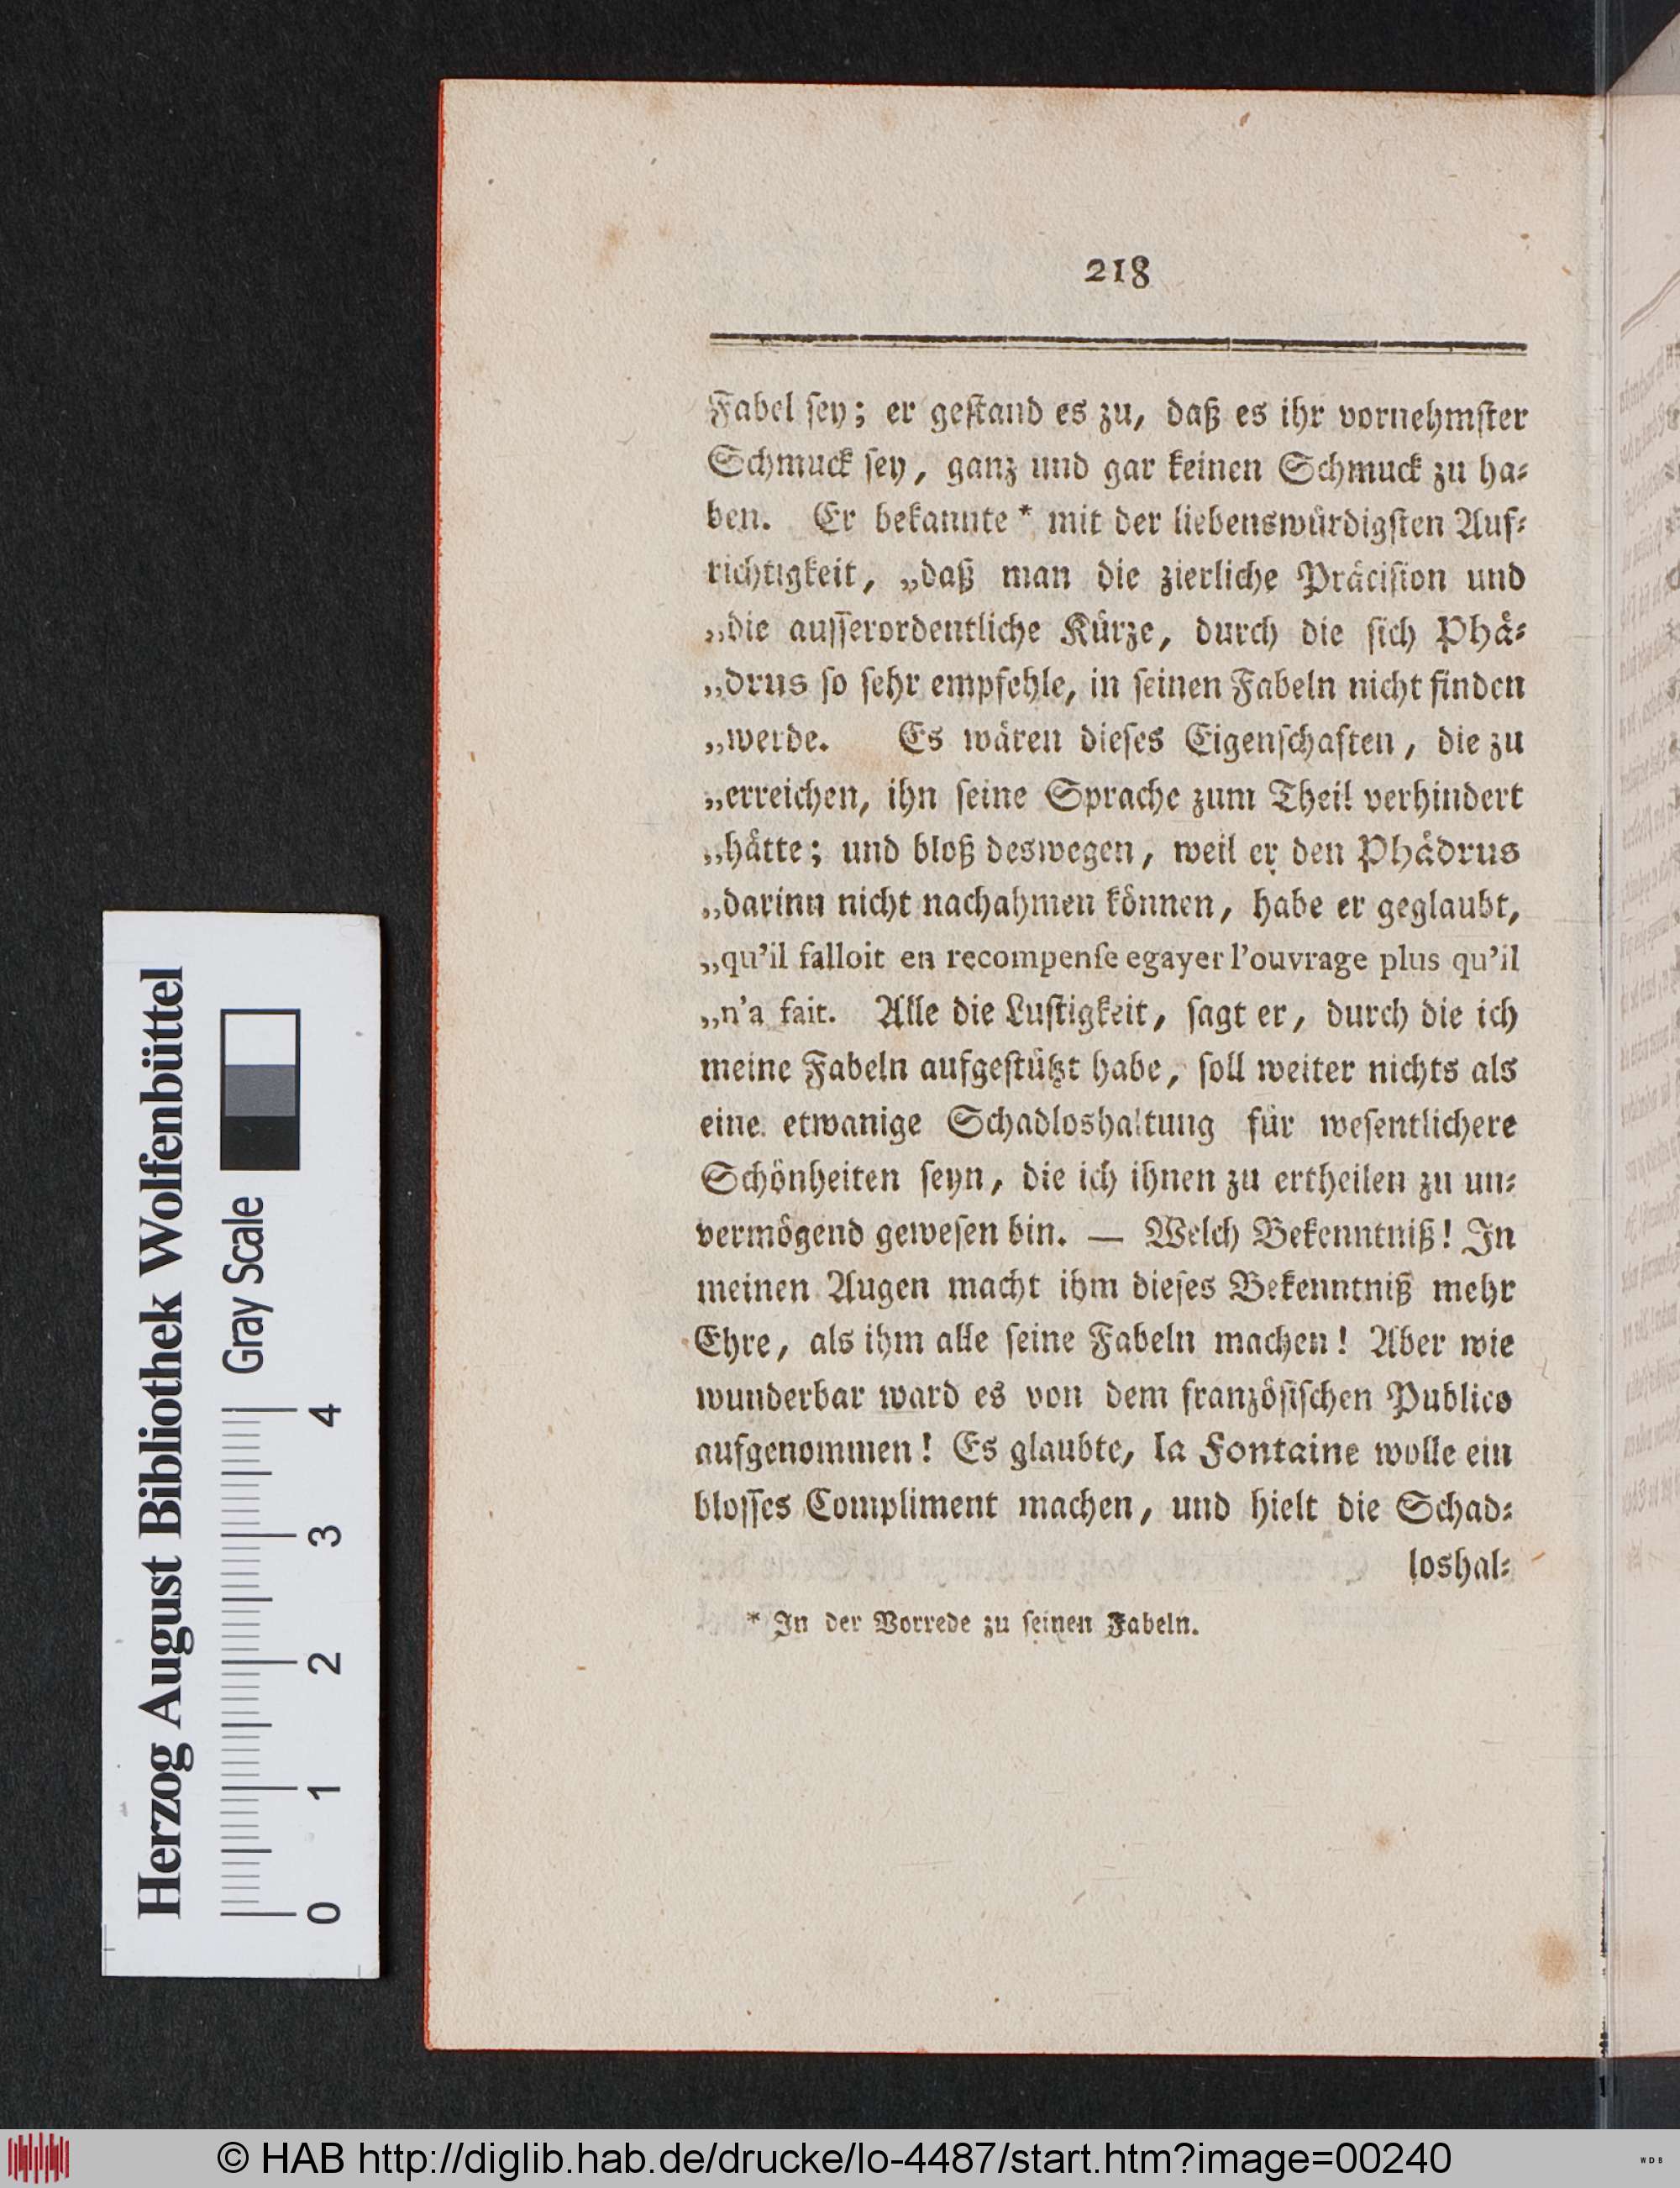 218
Fabel ſey; er geſtand es zu, daß es ihr vornehmſter
Schmuck ſey, ganz und gar keinen Schmuck zu ha⸗
ben. Er bekannte * mit der liebenswürdigſten Auf⸗
richtigkeit, „daß man die zierliche Präciſion und
„die auſſerordentliche Kürze, durch die ſich Phä⸗
„drus ſo ſehr empfehle, in ſeinen Fabeln nicht finden
„werde. Es wären dieſes Eigenſchaften, die zu
„erreichen, ihn ſeine Sprache zum Theil verhindert
„hätte; und bloß deswegen, weil er den Phädrus
„darinn nicht nachahmen können, habe er geglaubt,
„qu'il falloit en recompenſe egayer l'ouvrage plus qu'il
„n'a fait. Alle die Luſtigkeit, ſagt er, durch die ich
meine Fabeln aufgeſtützt habe, ſoll weiter nichts als
eine etwanige Schadloshaltung für weſentlichere
Schönheiten ſeyn, die ich ihnen zu ertheilen zu un⸗
vermögend geweſen bin. — Welch Bekenntniß! In
meinen Augen macht ihm dieſes Bekenntniß mehr
Ehre, als ihm alle ſeine Fabeln machen! Aber wie
wunderbar ward es von dem franzöſiſchen Publico
aufgenommen! Es glaubte, la Fontaine wolle ein
bloſſes Compliment machen, und hielt die Schad⸗
loshal⸗
* In der Vorrede zu ſeinen Fabeln.
Herzog August Bibliothek Wolfenbüttel
Gray Scale
0 1 2 3 4
© HAB http://diglib.hab.de/drucke/lo-4487/start.htm?image=00240
WDB